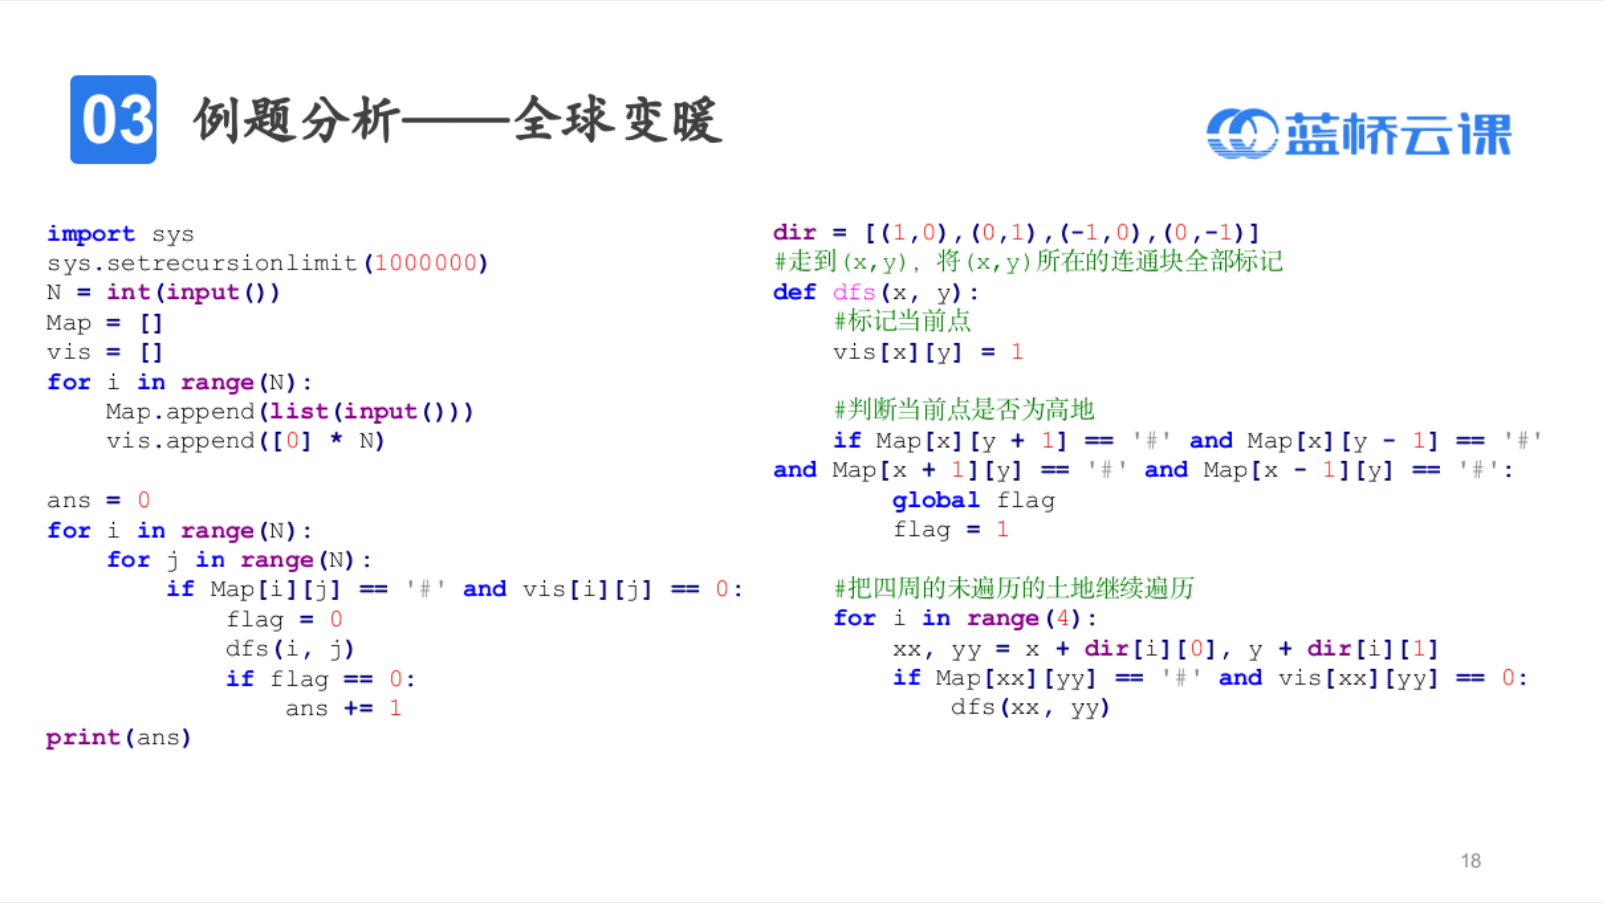 03 例题分析——全球变暖
蓝桥云课
import sys
sys.setrecursionlimit(1000000)
N = int(input())
Map = []
vis = []
for i in range(N):
    Map.append(list(input()))
    vis.append([0] * N)

ans = 0
for i in range(N):
    for j in range(N):
        if Map[i][j] == '#' and vis[i][j] == 0:
            flag = 0
            dfs(i, j)
            if flag == 0:
                ans += 1
print(ans)
dir = [(1,0),(0,1),(-1,0),(0,-1)]
#走到(x,y), 将(x,y)所在的连通块全部标记
def dfs(x, y):
    #标记当前点
    vis[x][y] = 1

    #判断当前点是否为高地
    if Map[x][y + 1] == '#' and Map[x][y - 1] == '#'
and Map[x + 1][y] == '#' and Map[x - 1][y] == '#':
        global flag
        flag = 1

    #把四周的未遍历的土地继续遍历
    for i in range(4):
        xx, yy = x + dir[i][0], y + dir[i][1]
        if Map[xx][yy] == '#' and vis[xx][yy] == 0:
            dfs(xx, yy)
18